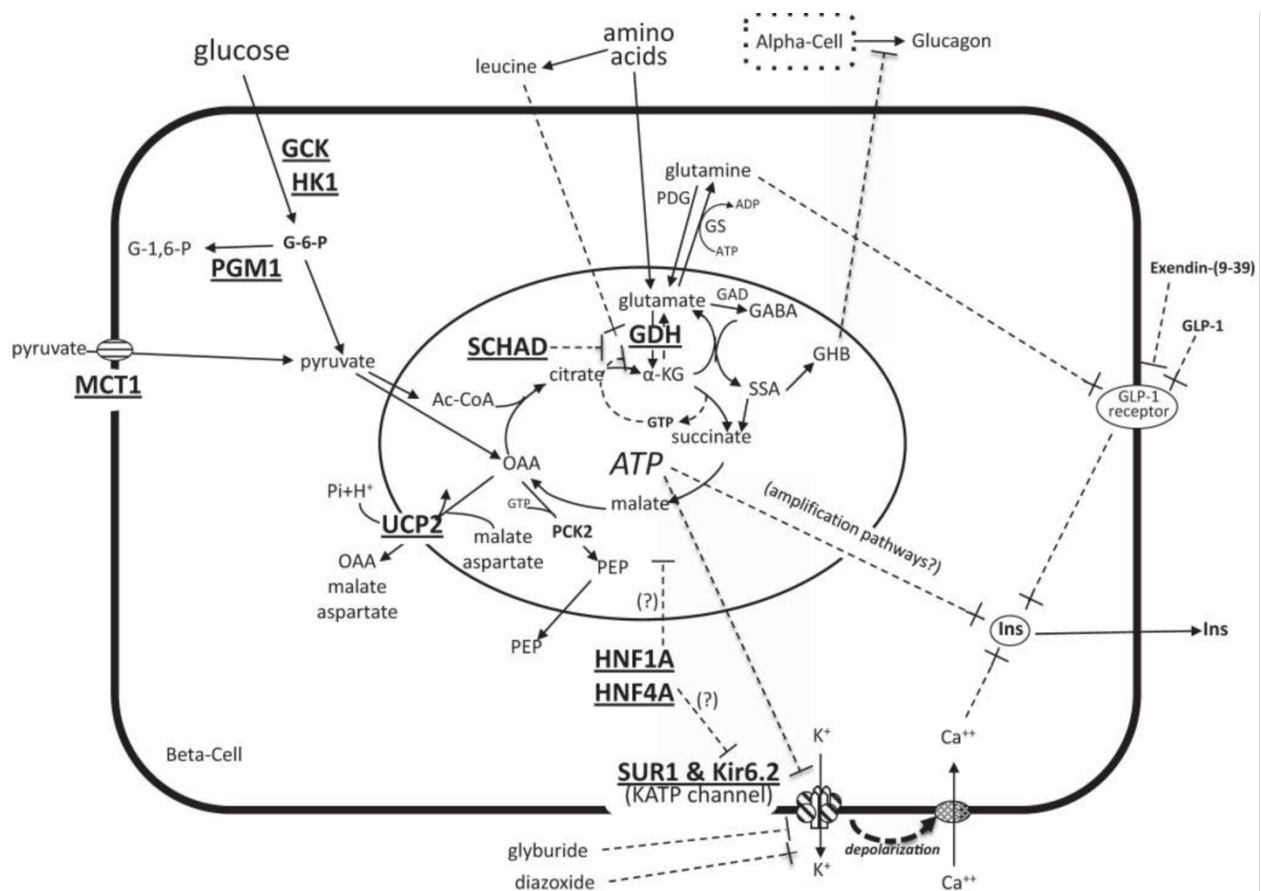 glucose
amino
acids
leucine
Alpha-Cell
Glucagon
GCK
HK1
glutamine
PDG
ADP
GS
ATP
G-1,6-P
G-6-P
PGM1
Exendin-(9-39)
GLP-1
glutamate
GAD
GABA
SCHAD
GDH
GHB
pyruvate
MCT1
pyruvate
citrate
α-KG
SSA
Ac-CoA
GTP
GLP-1
receptor
succinate
OAA
ATP
Pi+H⁺
GTP
malate
(amplification pathways?)
UCP2
malate
aspartate
PCK2
OAA
malate
aspartate
PEP
(?)
PEP
Ins
Ins
HNF1A
HNF4A
(?)
Beta-Cell
K⁺
Ca⁺⁺
SUR1 & Kir6.2
(KATP channel)
glyburide
diazoxide
depolarization
K⁺
Ca⁺⁺